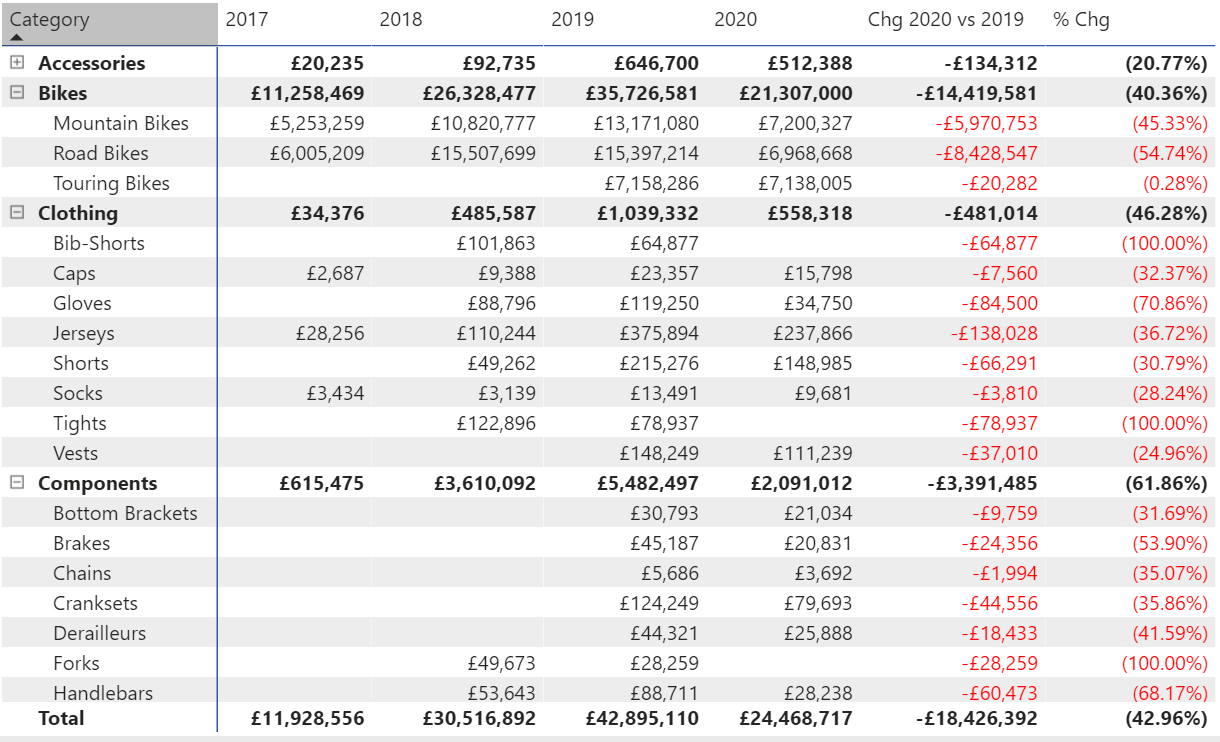 Category 2017 2018 2019 2020 Chg 2020 vs 2019 % Chg
Accessories £20,235 £92,735 £646,700 £512,388 -£134,312 (20.77%)
Bikes £11,258,469 £26,328,477 £35,726,581 £21,307,000 -£14,419,581 (40.36%)
Mountain Bikes £5,253,259 £10,820,777 £13,171,080 £7,200,327 -£5,970,753 (45.33%)
Road Bikes £6,005,209 £15,507,699 £15,397,214 £6,968,668 -£8,428,547 (54.74%)
Touring Bikes £7,158,286 £7,138,005 -£20,282 (0.28%)
Clothing £34,376 £485,587 £1,039,332 £558,318 -£481,014 (46.28%)
Bib-Shorts £101,863 £64,877 -£64,877 (100.00%)
Caps £2,687 £9,388 £23,357 £15,798 -£7,560 (32.37%)
Gloves £88,796 £119,250 £34,750 -£84,500 (70.86%)
Jerseys £28,256 £110,244 £375,894 £237,866 -£138,028 (36.72%)
Shorts £49,262 £215,276 £148,985 -£66,291 (30.79%)
Socks £3,434 £3,139 £13,491 £9,681 -£3,810 (28.24%)
Tights £122,896 £78,937 -£78,937 (100.00%)
Vests £148,249 £111,239 -£37,010 (24.96%)
Components £615,475 £3,610,092 £5,482,497 £2,091,012 -£3,391,485 (61.86%)
Bottom Brackets £30,793 £21,034 -£9,759 (31.69%)
Brakes £45,187 £20,831 -£24,356 (53.90%)
Chains £5,686 £3,692 -£1,994 (35.07%)
Cranksets £124,249 £79,693 -£44,556 (35.86%)
Derailleurs £44,321 £25,888 -£18,433 (41.59%)
Forks £49,673 £28,259 -£28,259 (100.00%)
Handlebars £53,643 £88,711 £28,238 -£60,473 (68.17%)
Total £11,928,556 £30,516,892 £42,895,110 £24,468,717 -£18,426,392 (42.96%)